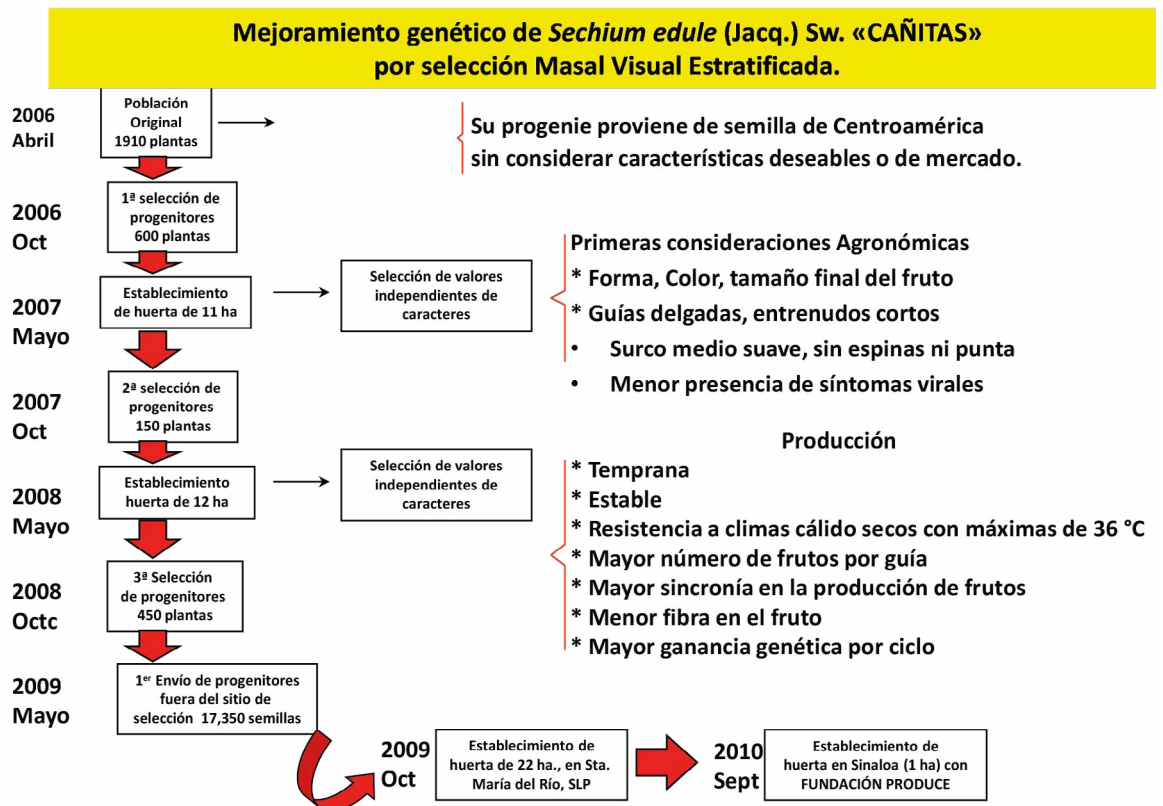 Mejoramiento genético de Sechium edule (Jacq.) Sw. «CAÑITAS»
por selección Masal Visual Estratificada.
2006
Abril
Población
Original
1910 plantas
Su progenie proviene de semilla de Centroamérica
sin considerar características deseables o de mercado.
2006
Oct
1ª selección de
progenitores
600 plantas
2007
Mayo
Establecimiento
de huerta de 11 ha
Selección de valores
independientes de
caracteres
Primeras consideraciones Agronómicas
* Forma, Color, tamaño final del fruto
* Guías delgadas, entrenudos cortos
• Surco medio suave, sin espinas ni punta
• Menor presencia de síntomas virales
2007
Oct
2ª selección de
progenitores
150 plantas
2008
Mayo
Establecimiento
huerta de 12 ha
Selección de valores
independientes de
caracteres
Producción
* Temprana
* Estable
* Resistencia a climas cálido secos con máximas de 36 °C
* Mayor número de frutos por guía
* Mayor sincronía en la producción de frutos
* Menor fibra en el fruto
* Mayor ganancia genética por ciclo
2008
Octc
3ª Selección
de progenitores
450 plantas
2009
Mayo
1er Envío de progenitores
fuera del sitio de
selección 17,350 semillas
2009
Oct
Establecimiento de
huerta de 22 ha., en Sta.
María del Río, SLP
2010
Sept
Establecimiento de
huerta en Sinaloa (1 ha) con
FUNDACIÓN PRODUCE